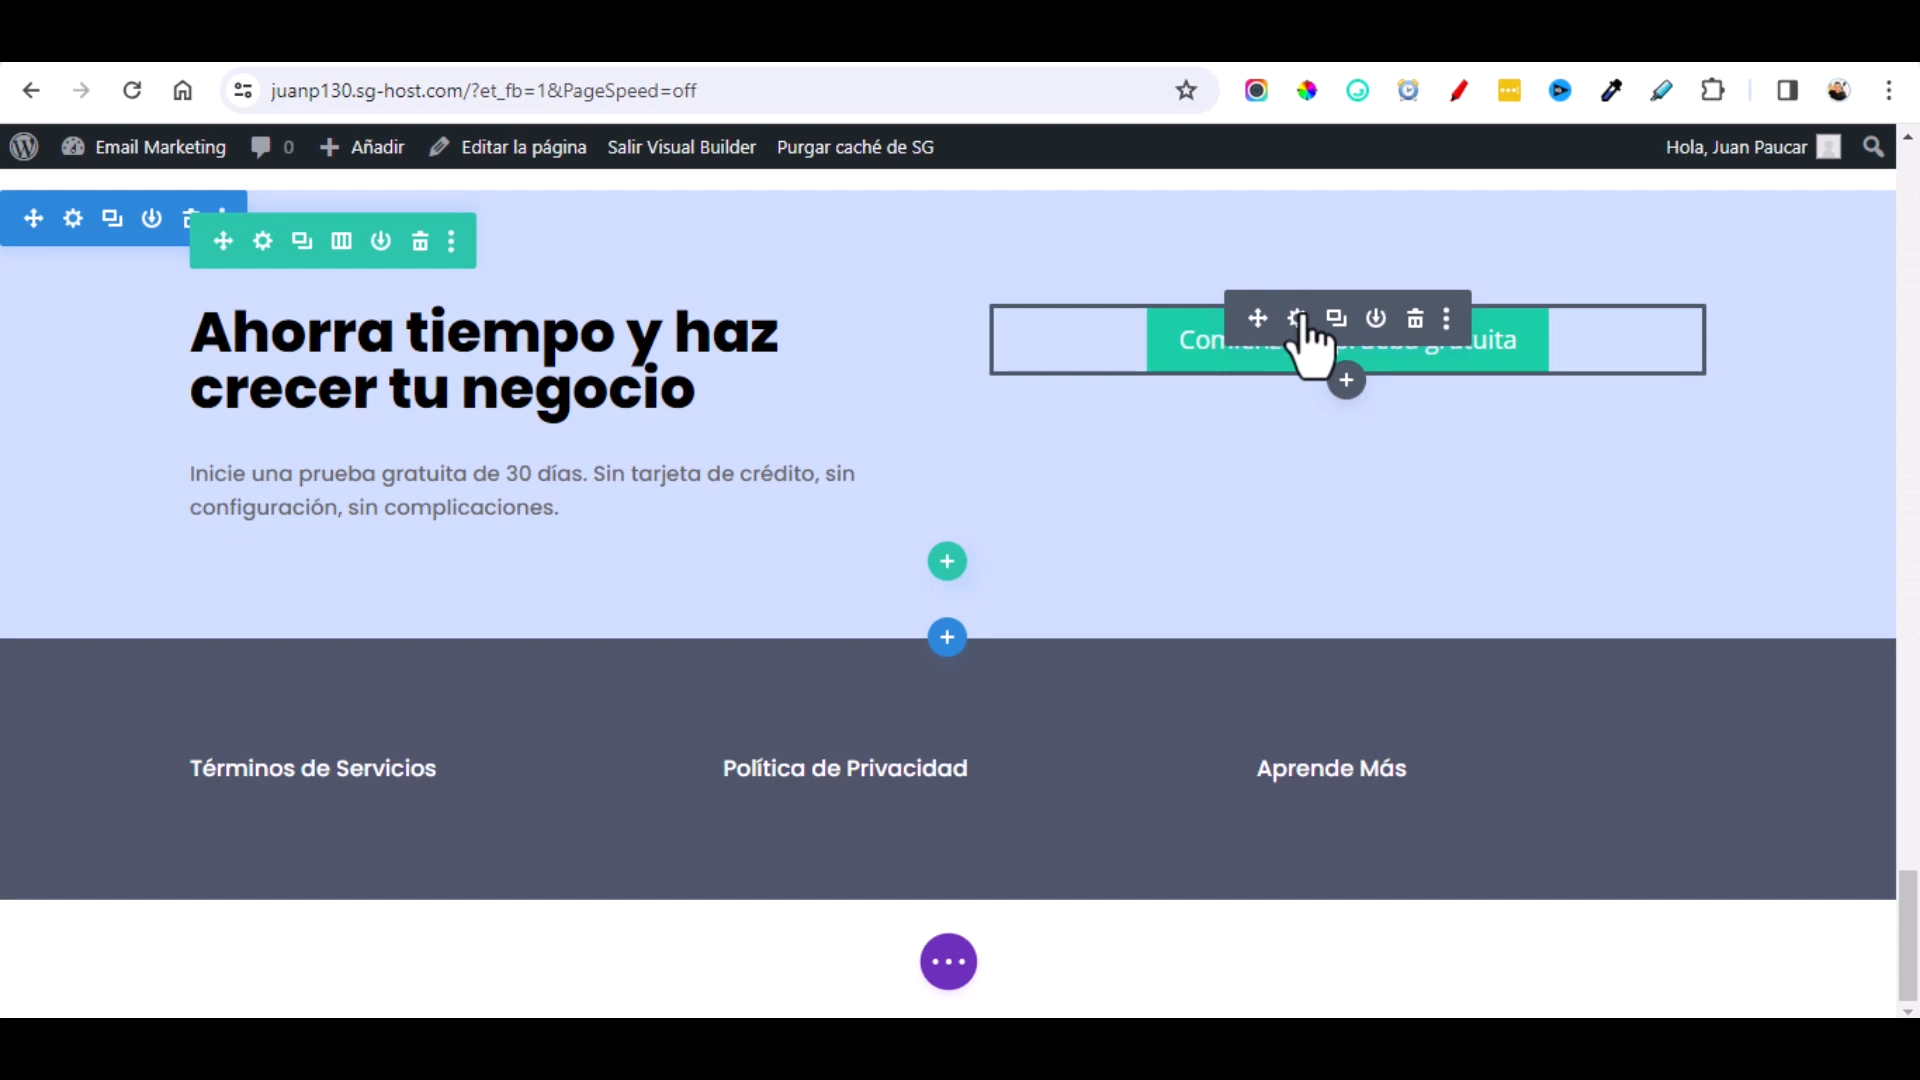 juanp130.sg-host.com/?et_fb=1&PageSpeed=off
Email Marketing 0 Añadir Editar la página Salir Visual Builder Purgar caché de SG Hola, Juan Paucar
Ahorra tiempo y haz
crecer tu negocio
Inicie una prueba gratuita de 30 días. Sin tarjeta de crédito, sin
configuración, sin complicaciones.
Términos de Servicios Política de Privacidad Aprende Más